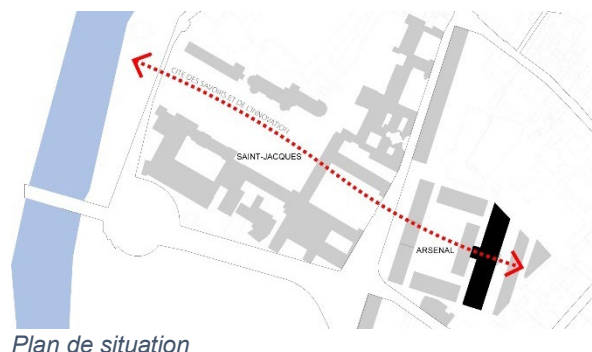 CITÉ DES SAVOIRS ET DE L'INNOVATION
SAINT-JACQUES
ARSENAL
Plan de situation